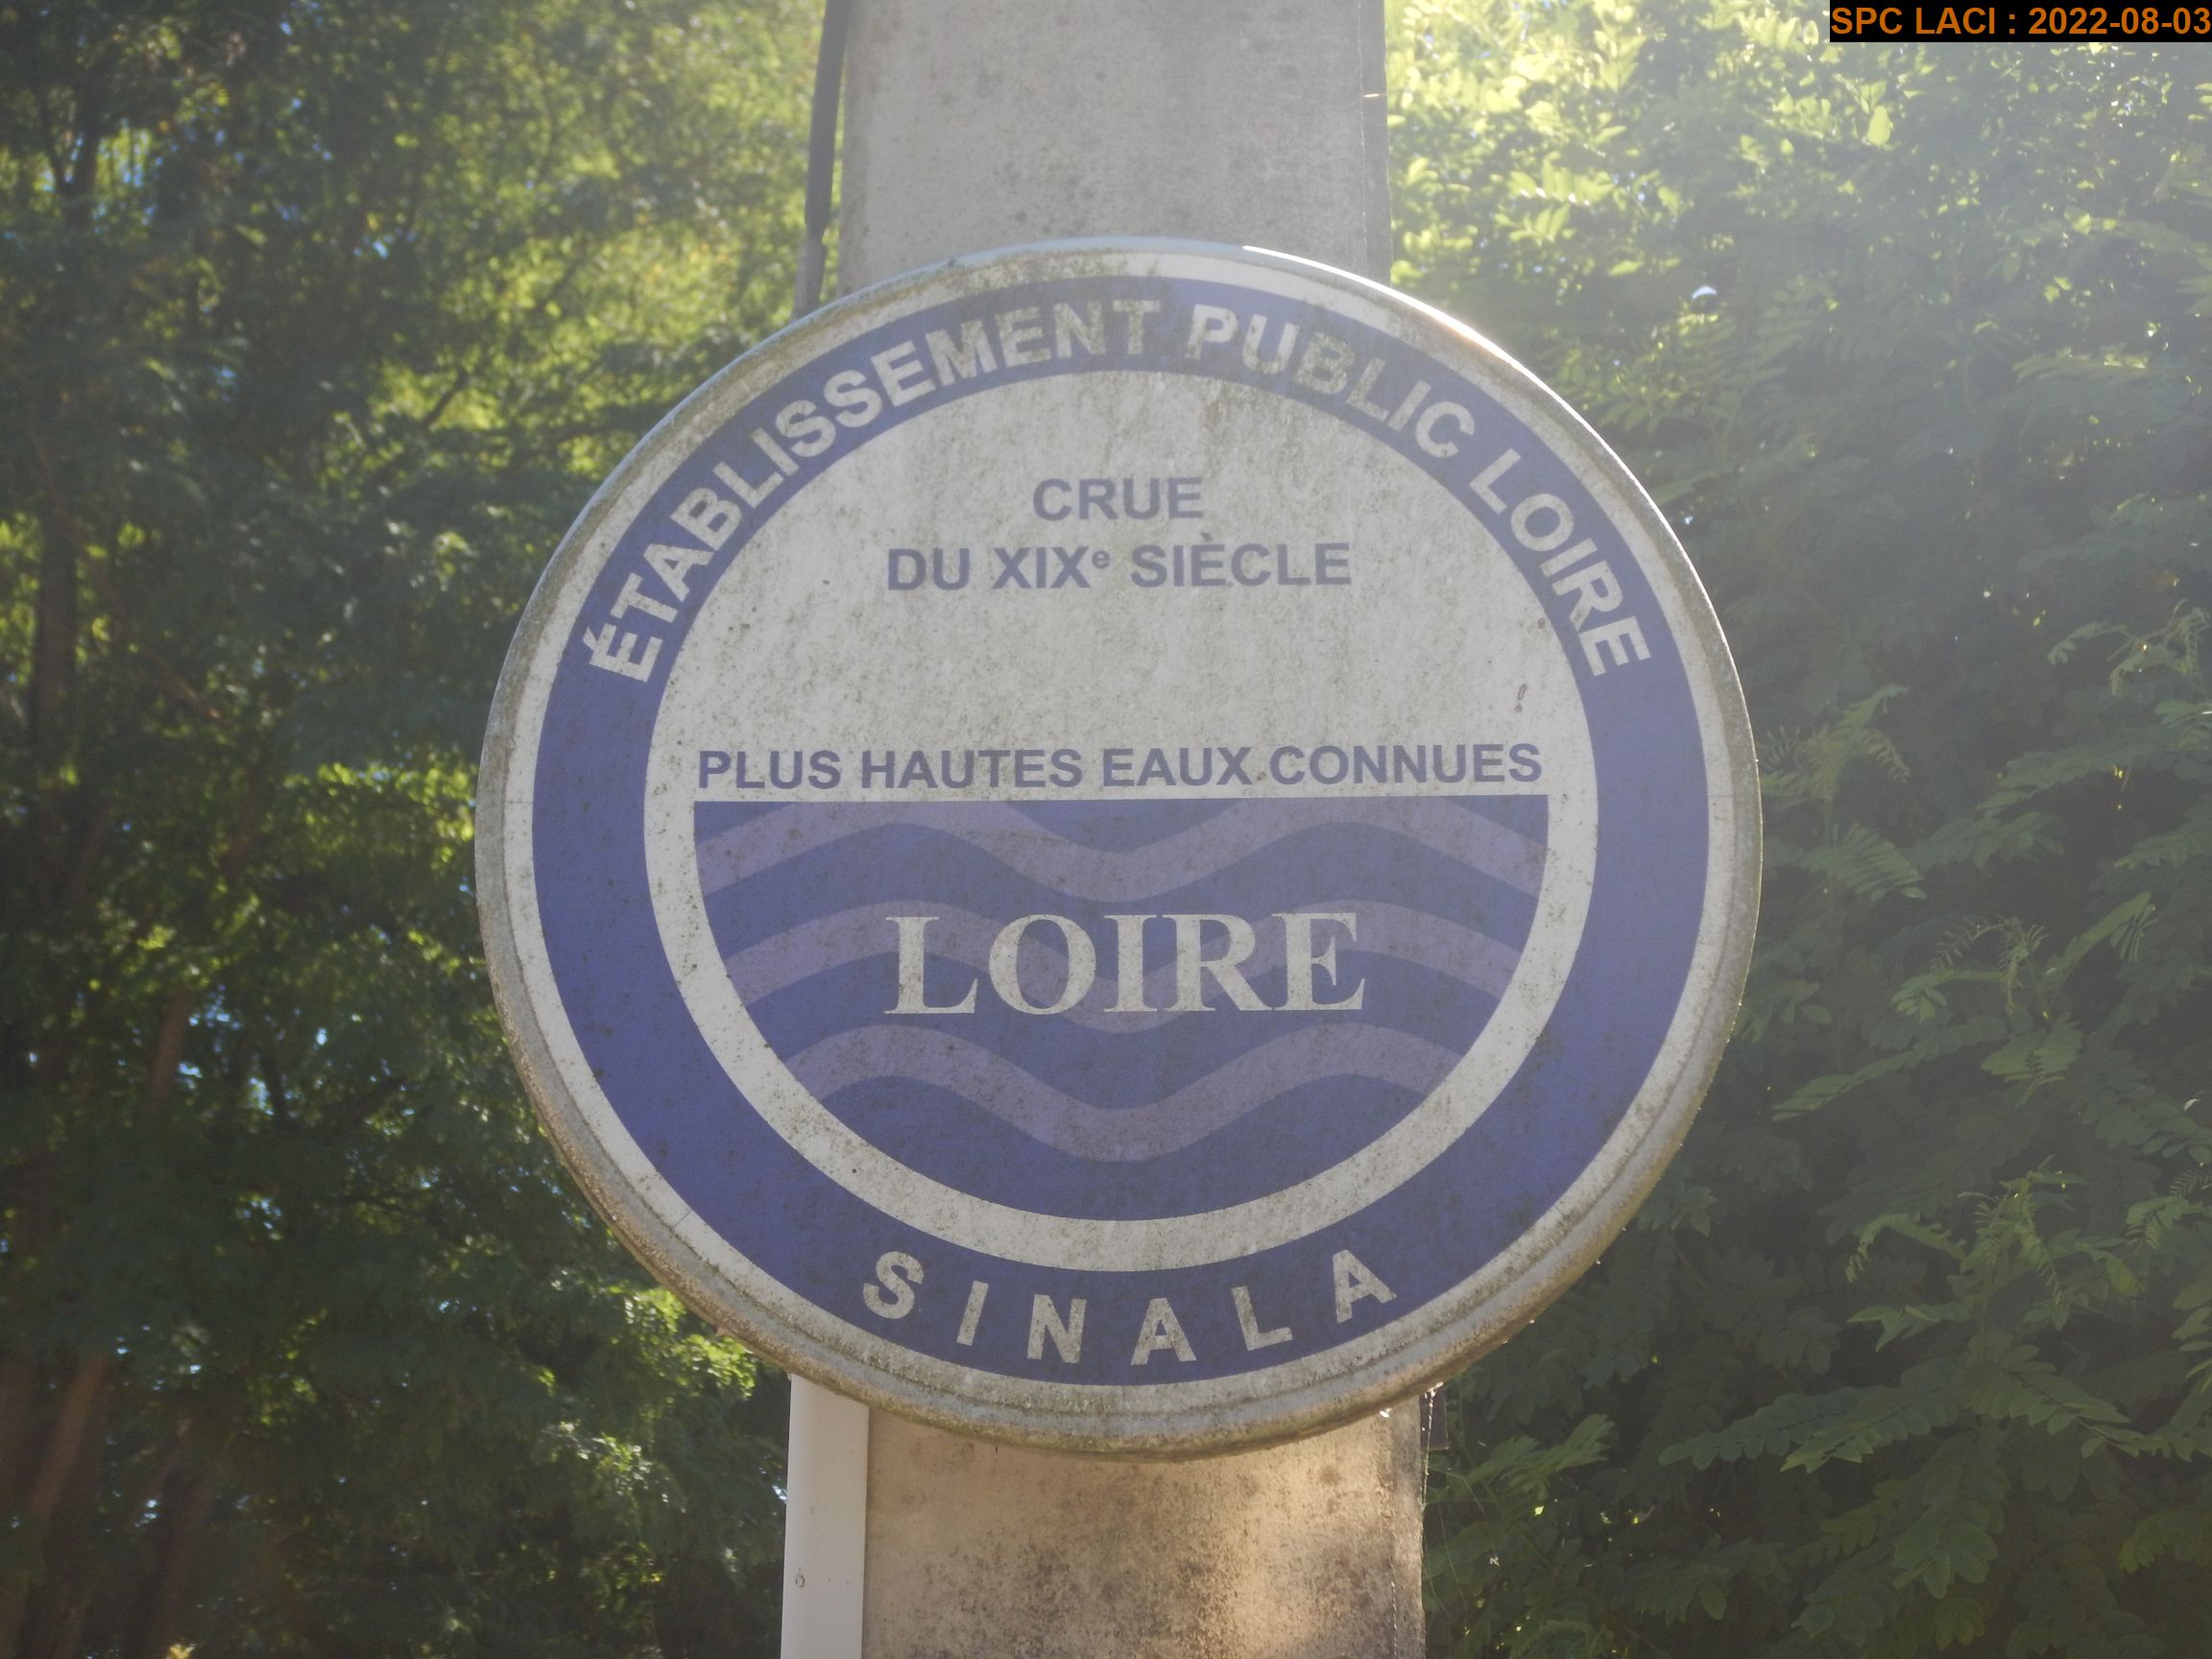 SPC LACI : 2022-08-03
ÉTABLISSEMENT PUBLIC LOIRE
CRUE
DU XIXe SIÈCLE
PLUS HAUTES EAUX CONNUES
LOIRE
SINALA